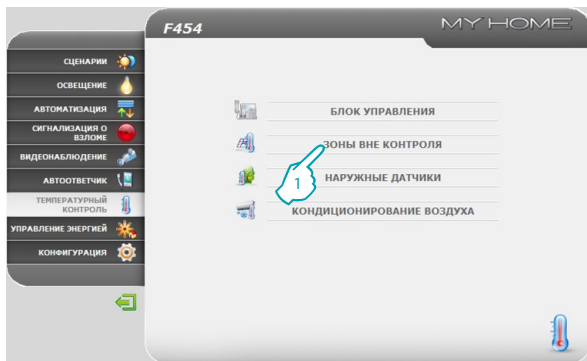 F454
MY HOME
СЦЕНАРИИ
ОСВЕЩЕНИЕ
АВТОМАТИЗАЦИЯ
СИГНАЛИЗАЦИЯ О
ВЗЛОМЕ
ВИДЕОНАБЛЮДЕНИЕ
АВТООТВЕТЧИК
ТЕМПЕРАТУРНЫЙ
КОНТРОЛЬ
УПРАВЛЕНИЕ ЭНЕРГИЕЙ
КОНФИГУРАЦИЯ
БЛОК УПРАВЛЕНИЯ
ЗОНЫ ВНЕ КОНТРОЛЯ
1
НАРУЖНЫЕ ДАТЧИКИ
КОНДИЦИОНИРОВАНИЕ ВОЗДУХА